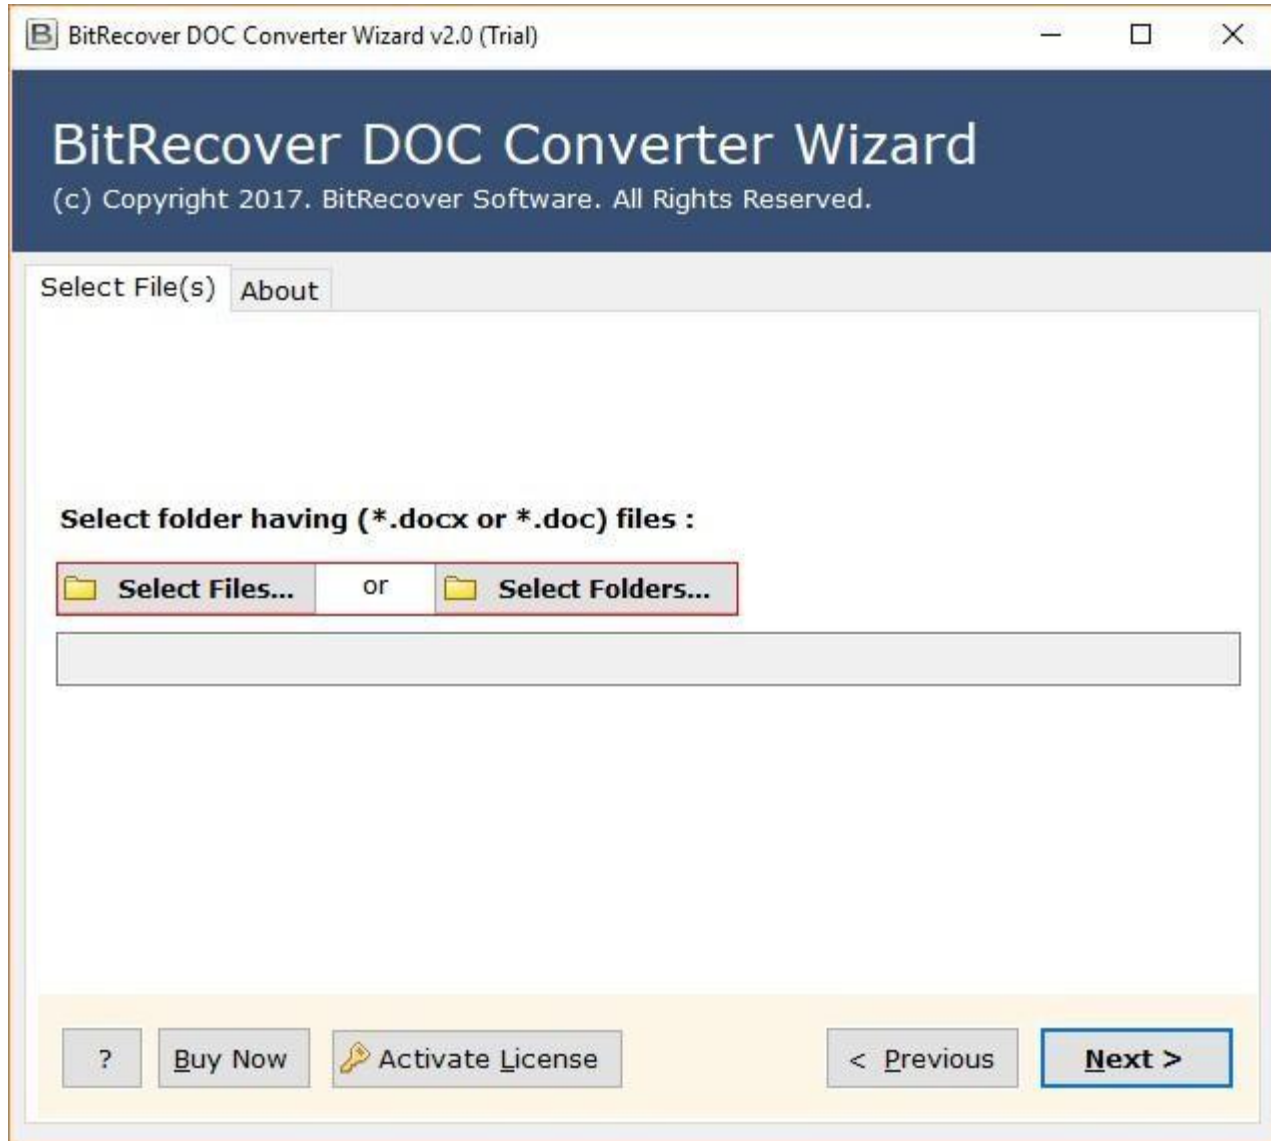 BitRecover DOC Converter Wizard v2.0 (Trial)
BitRecover DOC Converter Wizard
(c) Copyright 2017. BitRecover Software. All Rights Reserved.
Select File(s) About
Select folder having (*.docx or *.doc) files :
Select Files... or Select Folders...
? Buy Now Activate License < Previous Next >